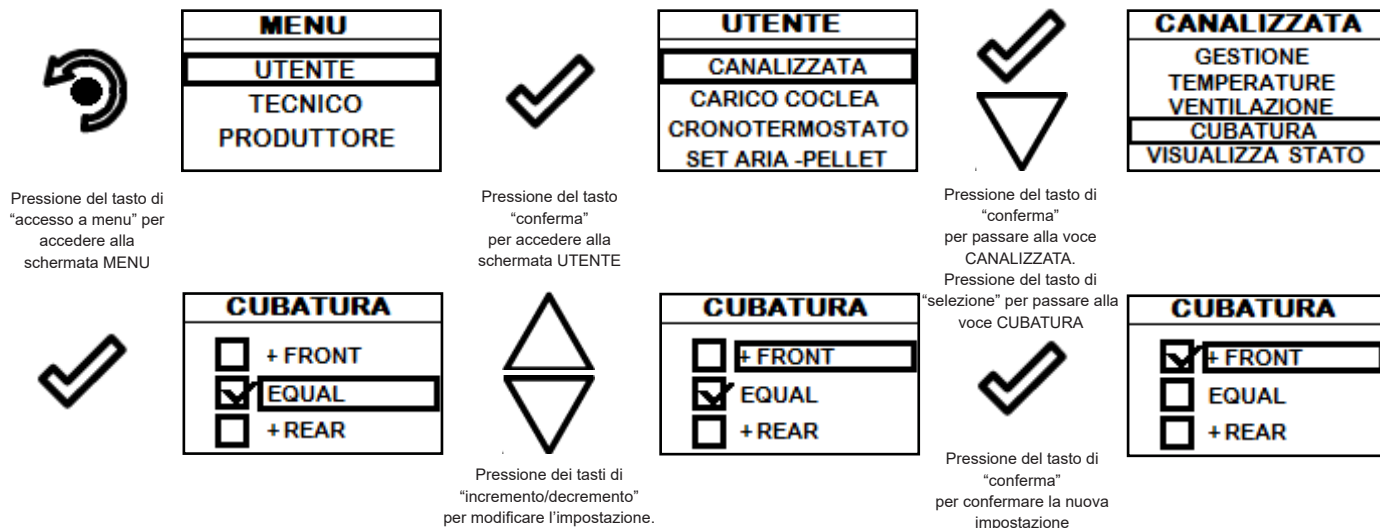 MENU
UTENTE
TECNICO
PRODUTTORE
Pressione del tasto di
“accesso a menu” per
accedere alla
schermata MENU
UTENTE
CANALIZZATA
CARICO COCLEA
CRONOTERMOSTATO
SET ARIA -PELLET
Pressione del tasto
“conferma”
per accedere alla
schermata UTENTE
CANALIZZATA
GESTIONE
TEMPERATURE
VENTILAZIONE
CUBATURA
VISUALIZZA STATO
Pressione del tasto di
“conferma”
per passare alla voce
CANALIZZATA.
Pressione del tasto di
“selezione” per passare alla
voce CUBATURA
CUBATURA
+ FRONT
EQUAL
+ REAR
Pressione dei tasti di
“incremento/decremento”
per modificare l’impostazione.
CUBATURA
+ FRONT
EQUAL
+ REAR
Pressione del tasto di
“conferma”
per confermare la nuova
impostazione
CUBATURA
+ FRONT
EQUAL
+ REAR